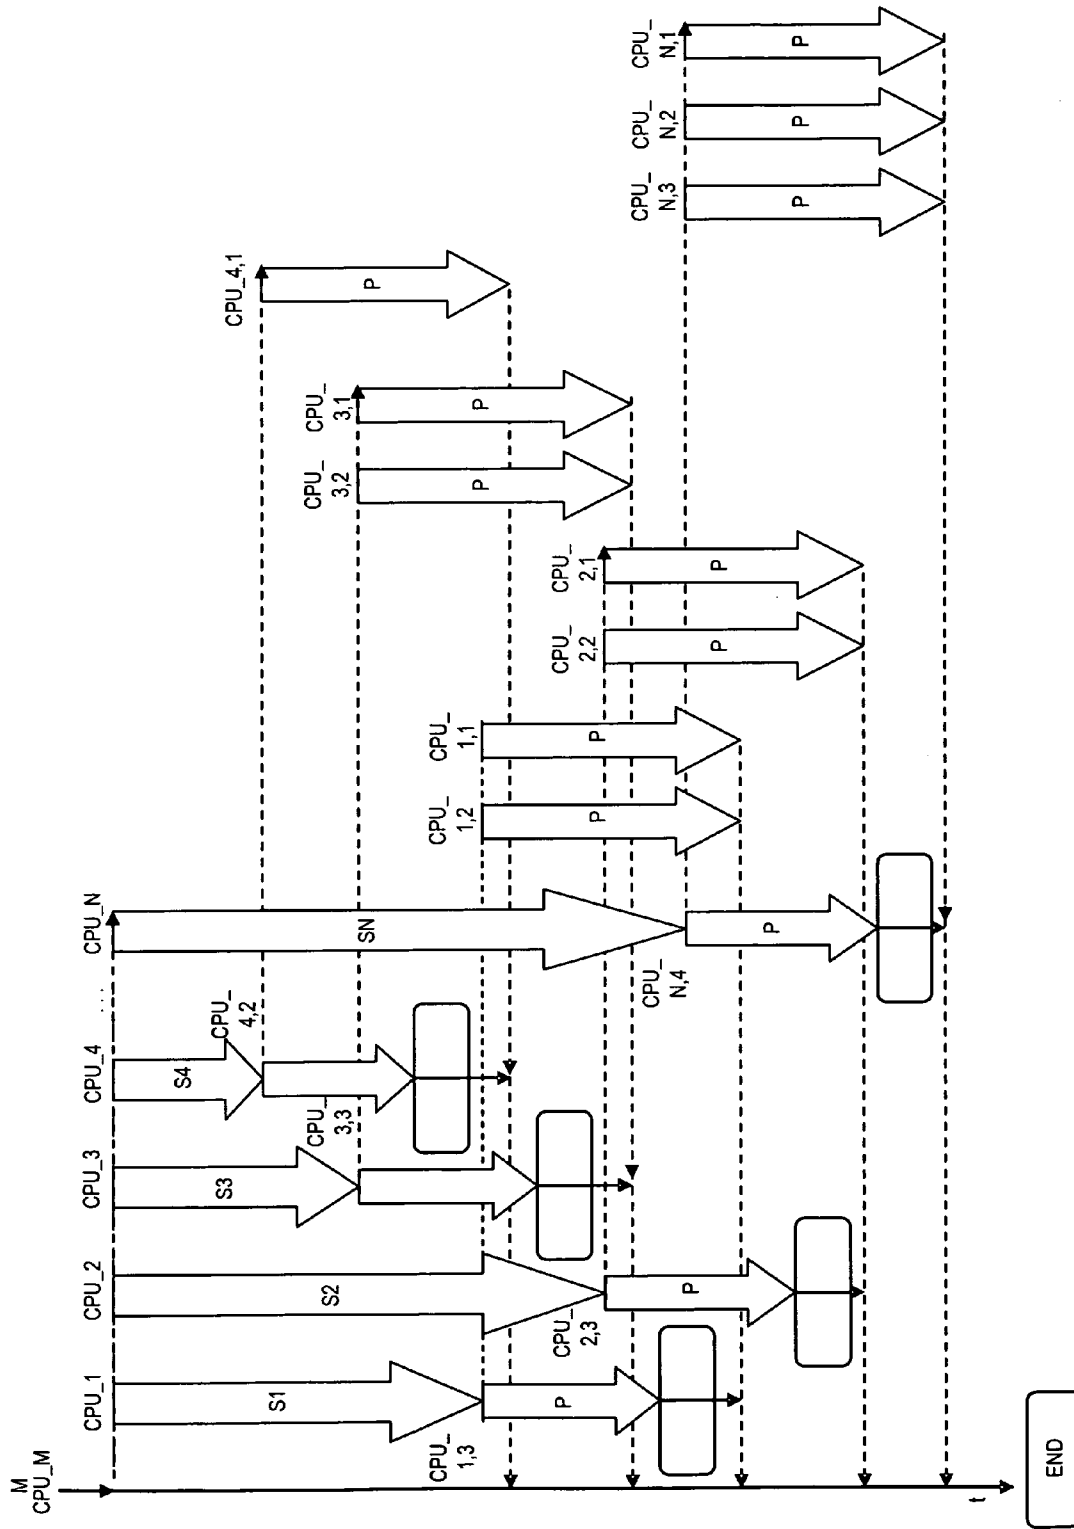 M
CPU_M
CPU_1
CPU_2
CPU_3
CPU_4
...
CPU_N
S1
S2
S3
S4
SN
CPU_
1,3
P
CPU_
2,3
P
CPU_
3,3
CPU_
4,2
CPU_
N,4
P
CPU_
1,2
P
CPU_
1,1
P
CPU_
2,2
P
CPU_
2,1
P
CPU_
3,2
P
CPU_
3,1
P
CPU_4,1
P
CPU_
N,3
P
CPU_
N,2
P
CPU_
N,1
P
t
END